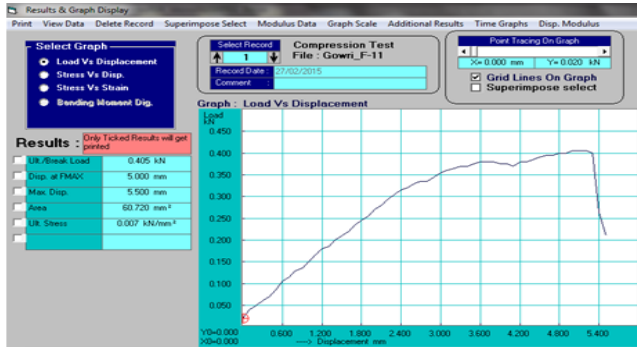 Results & Graph Display
Print View Data Delete Record Superimpose Select Modulus Data Graph Scale Additional Results Time Graphs Disp. Modulus
Select Graph
Load Vs Displacement
Stress Vs Disp.
Stress Vs Strain
Bending Moment Dig.
Select Record
1
Compression Test
File : Gowri_F-11
Record Date : 27/02/2015
Comment :
Point Tracing On Graph
X= 0.000 mm Y= 0.020 kN
Grid Lines On Graph
Superimpose select
Results :
Only Ticked Results will get
printed
Ult./Break Load 0.405 kN
Disp. at FMAX 5.000 mm
Max. Disp. 5.500 mm
Area 60.720 mm²
Ult. Stress 0.007 kN/mm²
Graph : Load Vs Displacement
Load
kN
0.450
0.400
0.350
0.300
0.250
0.200
0.150
0.100
0.050
Y0=0.000
X0=0.000
0.600 1.200 1.800 2.400 3.000 3.600 4.200 4.800 5.400
---> Displacement mm